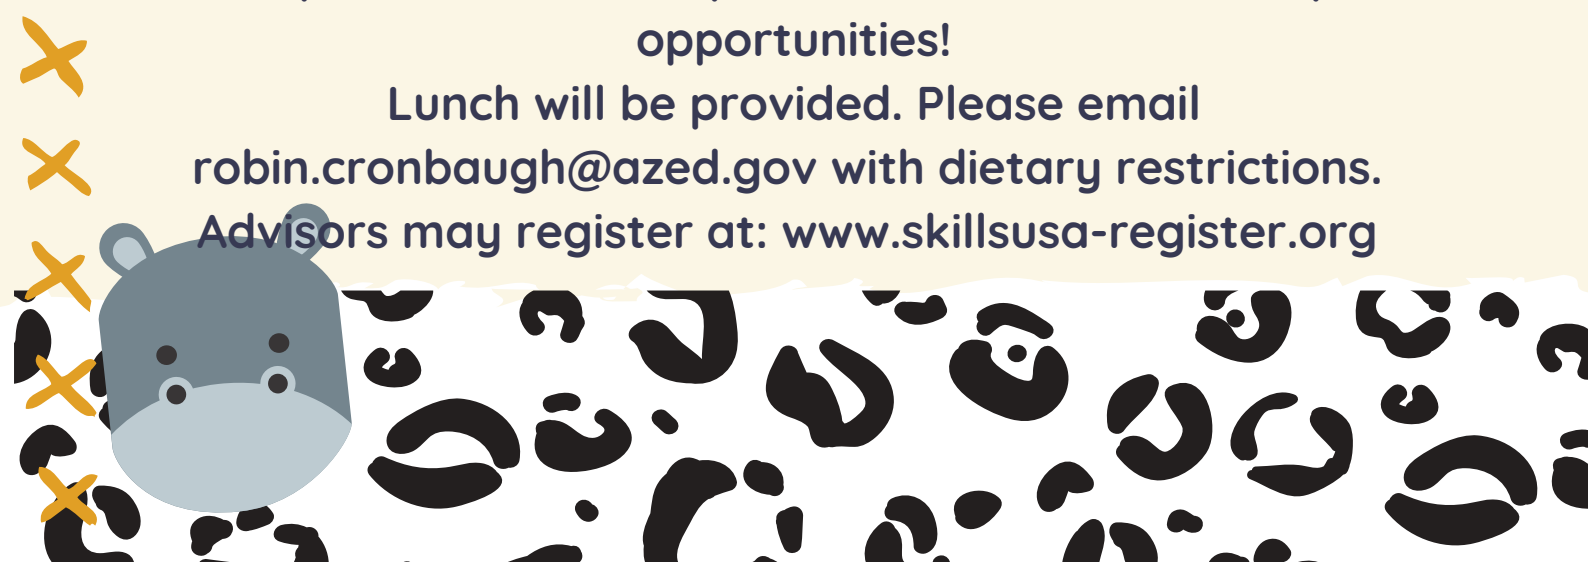 opportunities!
Lunch will be provided. Please email
robin.cronbaugh@azed.gov with dietary restrictions.
Advisors may register at: www.skillsusa-register.org